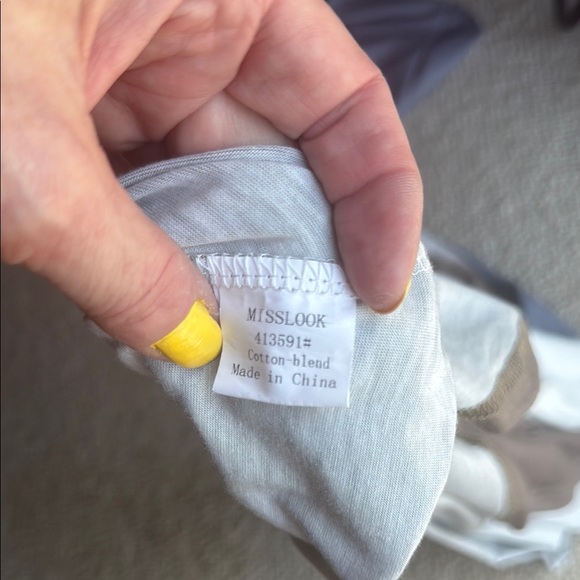 MISSLOOK
413591#
Cotton-blend
Made in China